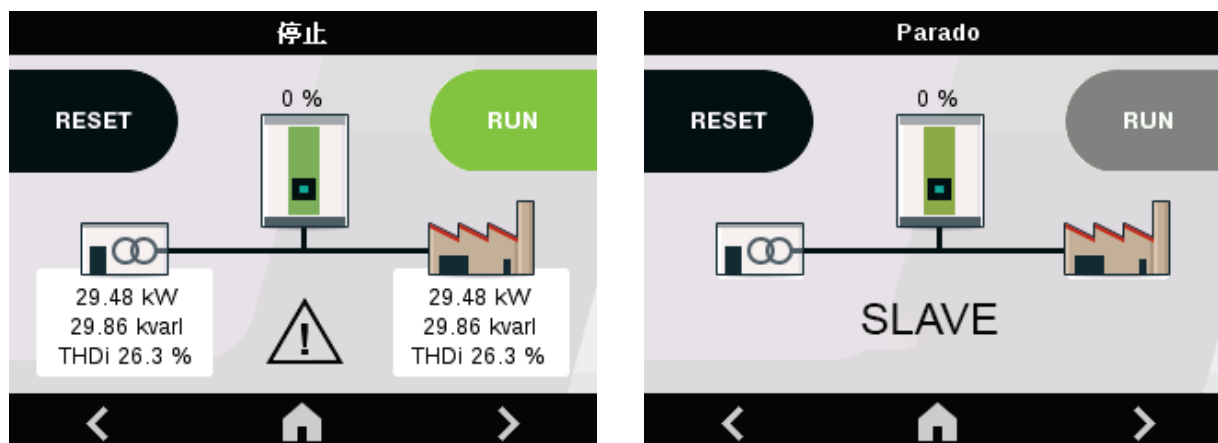 停止
RESET
0 %
RUN
29.48 kW
29.86 kvarl
THDi 26.3 %
!
29.48 kW
29.86 kvarl
THDi 26.3 %
Parado
RESET
0 %
RUN
SLAVE